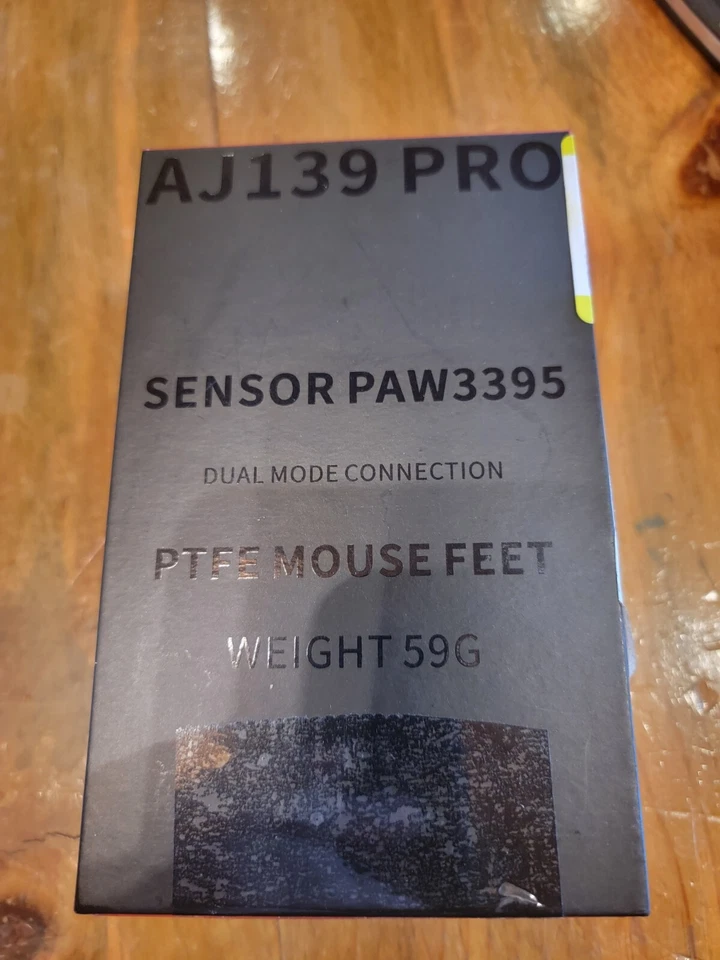 AJ139 PRO
SENSOR PAW3395
DUAL MODE CONNECTION
PTFE MOUSE FEET
WEIGHT 59G